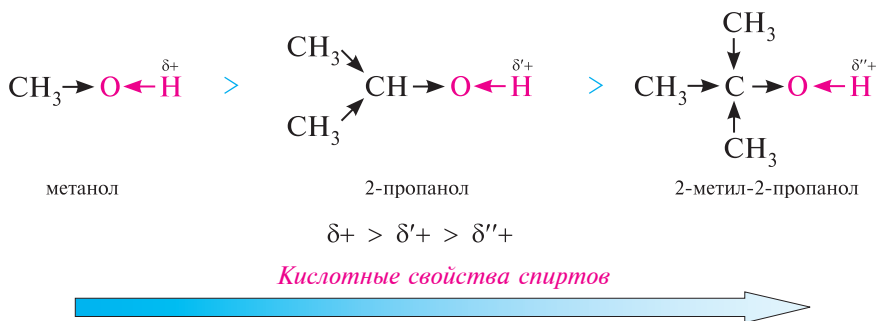 CH₃ → O ← H δ+ > CH₃ CH₃ CH → O ← H δ′+ > CH₃ CH₃ → C → O ← H δ″+ CH₃
метанол 2-пропанол 2-метил-2-пропанол
δ+ > δ′+ > δ″+
Кислотные свойства спиртов